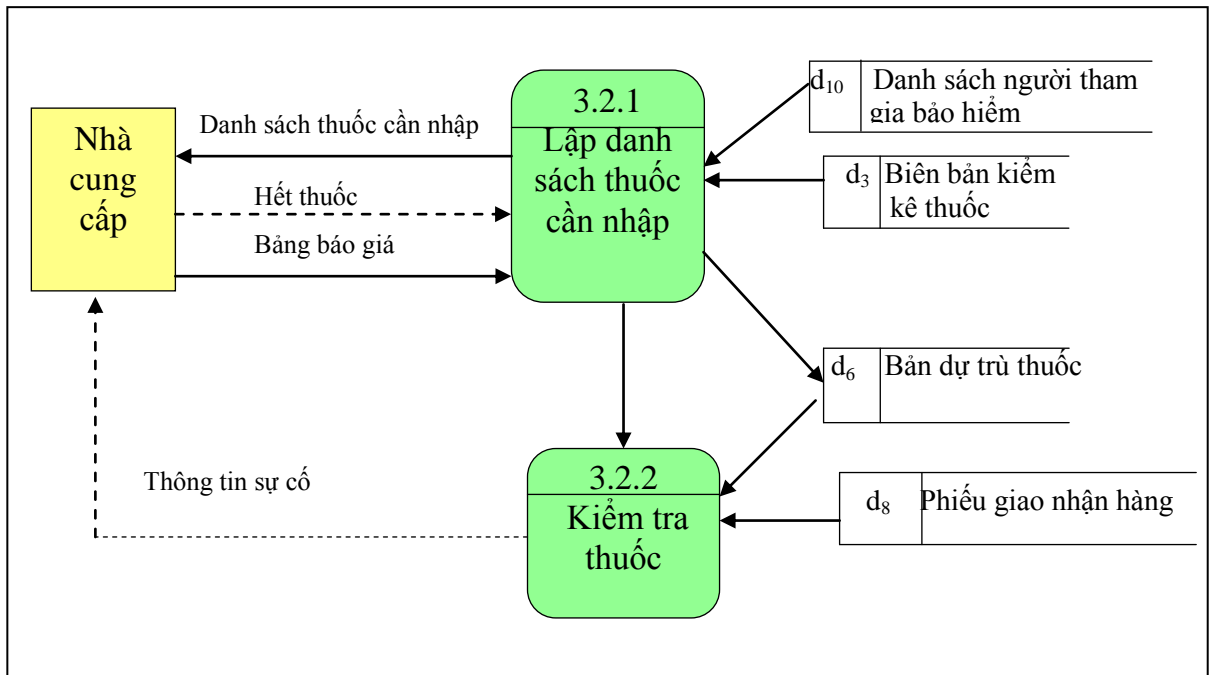 Nhà
cung
cấp
Danh sách thuốc cần nhập
Hết thuốc
Bảng báo giá
3.2.1
Lập danh
sách thuốc
cần nhập
d₁₀ Danh sách người tham
gia bảo hiểm
d₃ Biên bản kiểm
kê thuốc
d₆ Bản dự trù thuốc
Thông tin sự cố
3.2.2
Kiểm tra
thuốc
d₈ Phiếu giao nhận hàng